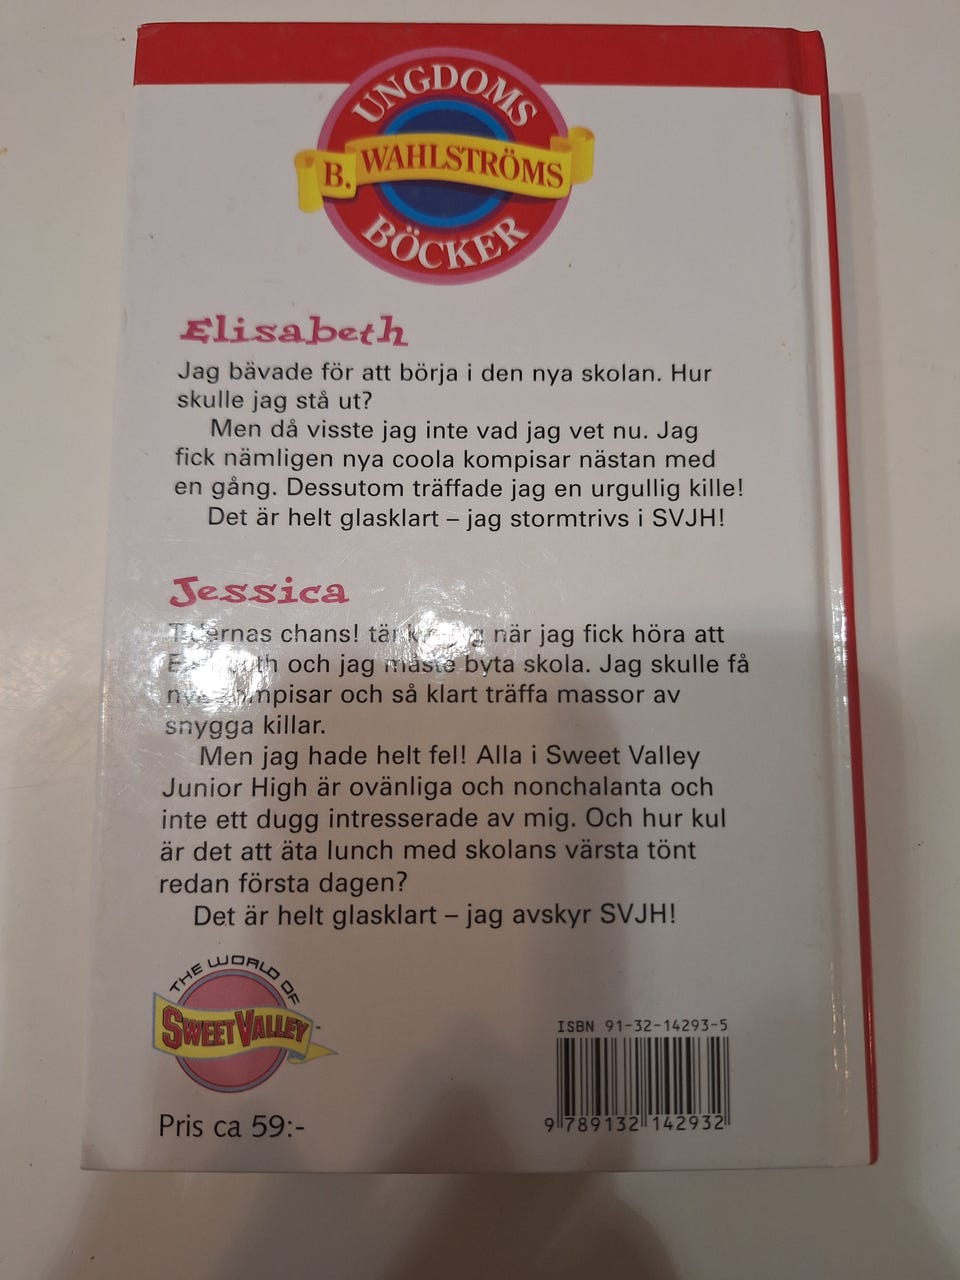 UNGDOMS
B. WAHLSTRÖMS
BÖCKER
Elisabeth
Jag bävade för att börja i den nya skolan. Hur
skulle jag stå ut?
Men då visste jag inte vad jag vet nu. Jag
fick nämligen nya coola kompisar nästan med
en gång. Dessutom träffade jag en urgullig kille!
Det är helt glasklart – jag stormtrivs i SVJH!
Jessica
chans! när jag fick höra att
och jag måste byta skola. Jag skulle få
och så klart träffa massor av
snygga killar.
Men jag hade helt fel! Alla i Sweet Valley
Junior High är ovänliga och nonchalanta och
inte ett dugg intresserade av mig. Och hur kul
är det att äta lunch med skolans värsta tönt
redan första dagen?
Det är helt glasklart – jag avskyr SVJH!
THE WORLD OF
SWEET VALLEY
ISBN 91-32-14293-5
9 789132 142932
Pris ca 59:-